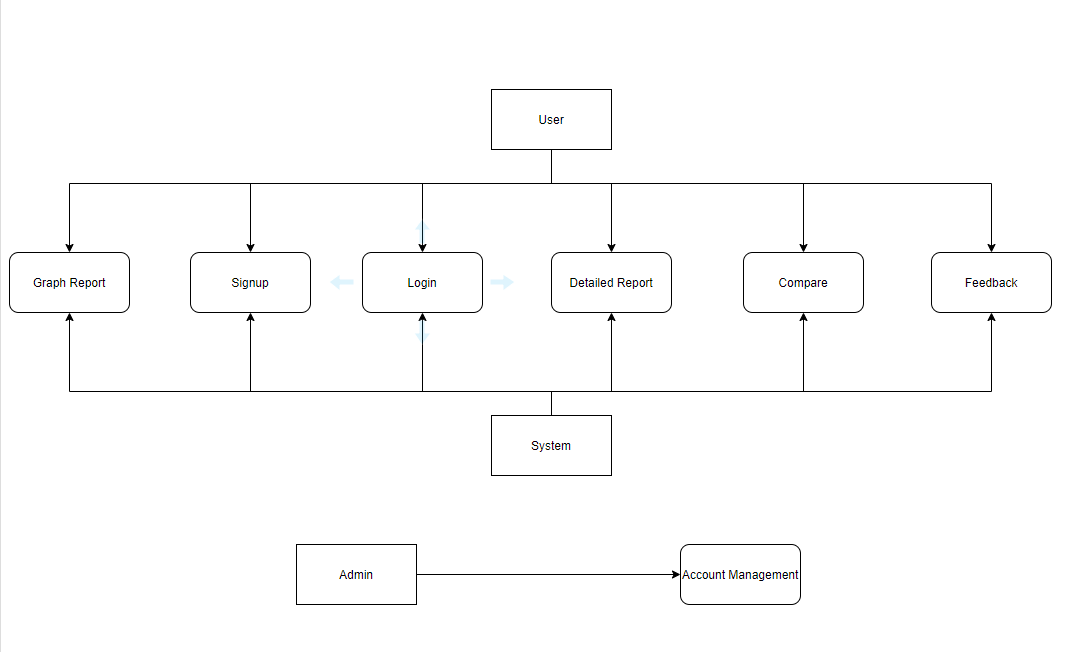 User
Graph Report
Signup
Login
Detailed Report
Compare
Feedback
System
Admin
Account Management